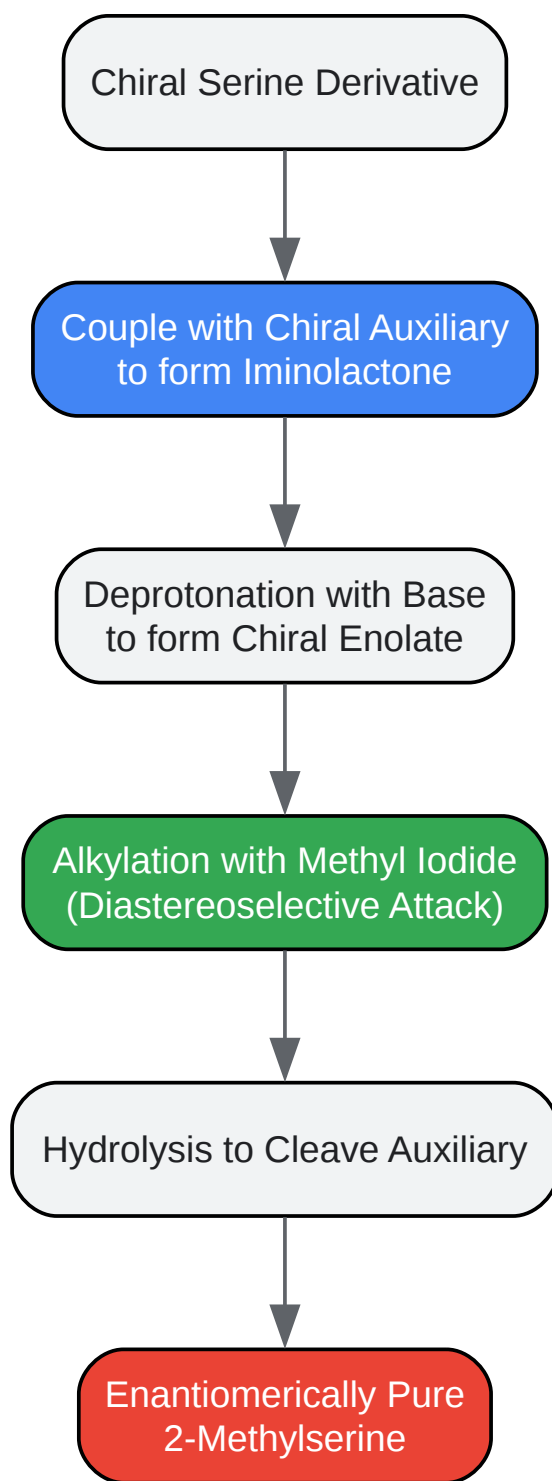 Chiral Serine Derivative
Couple with Chiral Auxiliary
to form Iminolactone
Deprotonation with Base
to form Chiral Enolate
Alkylation with Methyl Iodide
(Diastereoselective Attack)
Hydrolysis to Cleave Auxiliary
Enantiomerically Pure
2-Methylserine